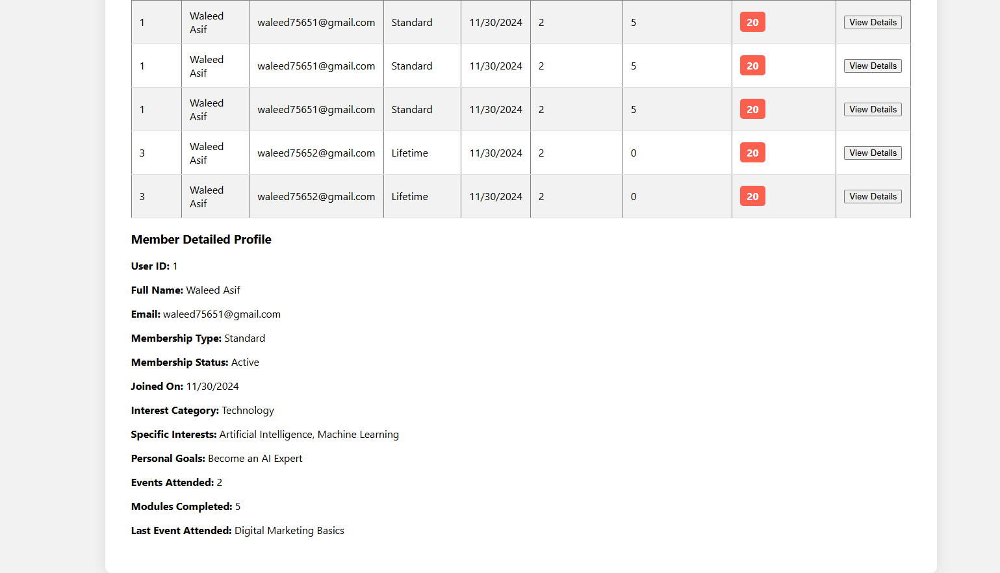 1 Waleed Asif waleed75651@gmail.com Standard 11/30/2024 2 5 20 View Details
1 Waleed Asif waleed75651@gmail.com Standard 11/30/2024 2 5 20 View Details
1 Waleed Asif waleed75651@gmail.com Standard 11/30/2024 2 5 20 View Details
3 Waleed Asif waleed75652@gmail.com Lifetime 11/30/2024 2 0 20 View Details
3 Waleed Asif waleed75652@gmail.com Lifetime 11/30/2024 2 0 20 View Details
Member Detailed Profile
User ID: 1
Full Name: Waleed Asif
Email: waleed75651@gmail.com
Membership Type: Standard
Membership Status: Active
Joined On: 11/30/2024
Interest Category: Technology
Specific Interests: Artificial Intelligence, Machine Learning
Personal Goals: Become an AI Expert
Events Attended: 2
Modules Completed: 5
Last Event Attended: Digital Marketing Basics